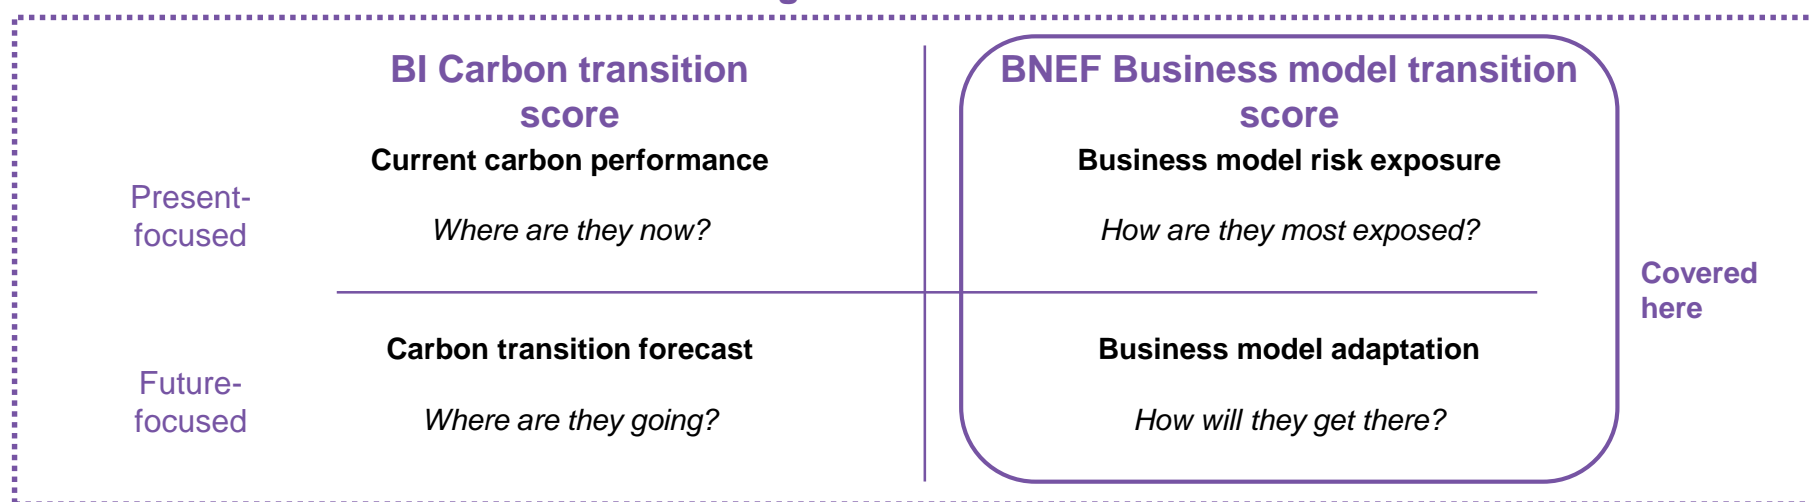 BI Carbon transition
score
BNEF Business model transition
score
Present-
focused
Current carbon performance
Where are they now?
Business model risk exposure
How are they most exposed?
Covered
here
Future-
focused
Carbon transition forecast
Where are they going?
Business model adaptation
How will they get there?